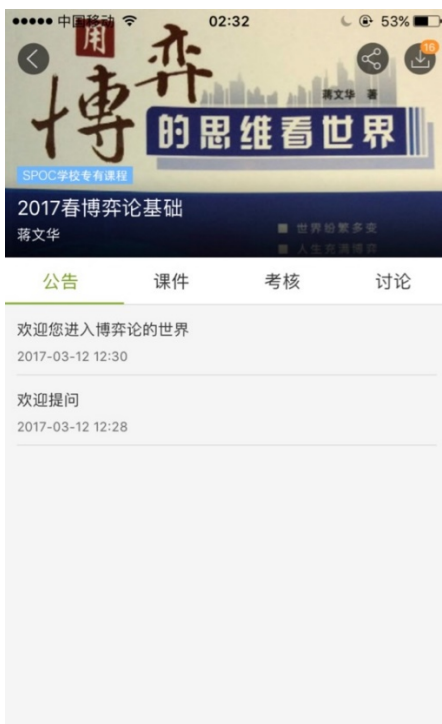 中国移动 02:32 53%
16
用
博弈
蒋文华 著
的思维看世界
SPOC学校专有课程
2017春博弈论基础
蒋文华
世界纷繁多变
人生充满博弈
公告 课件 考核 讨论
欢迎您进入博弈论的世界
2017-03-12 12:30
欢迎提问
2017-03-12 12:28